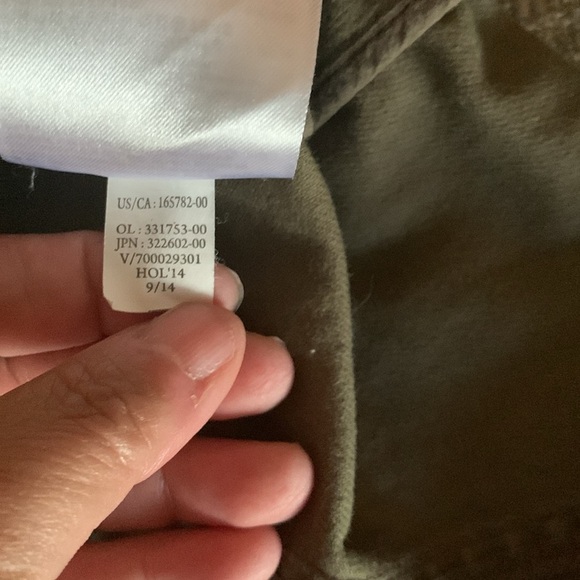 US/CA : 165782-00
OL : 331753-00
JPN : 322602-00
V/700029301
HOL'14
9/14